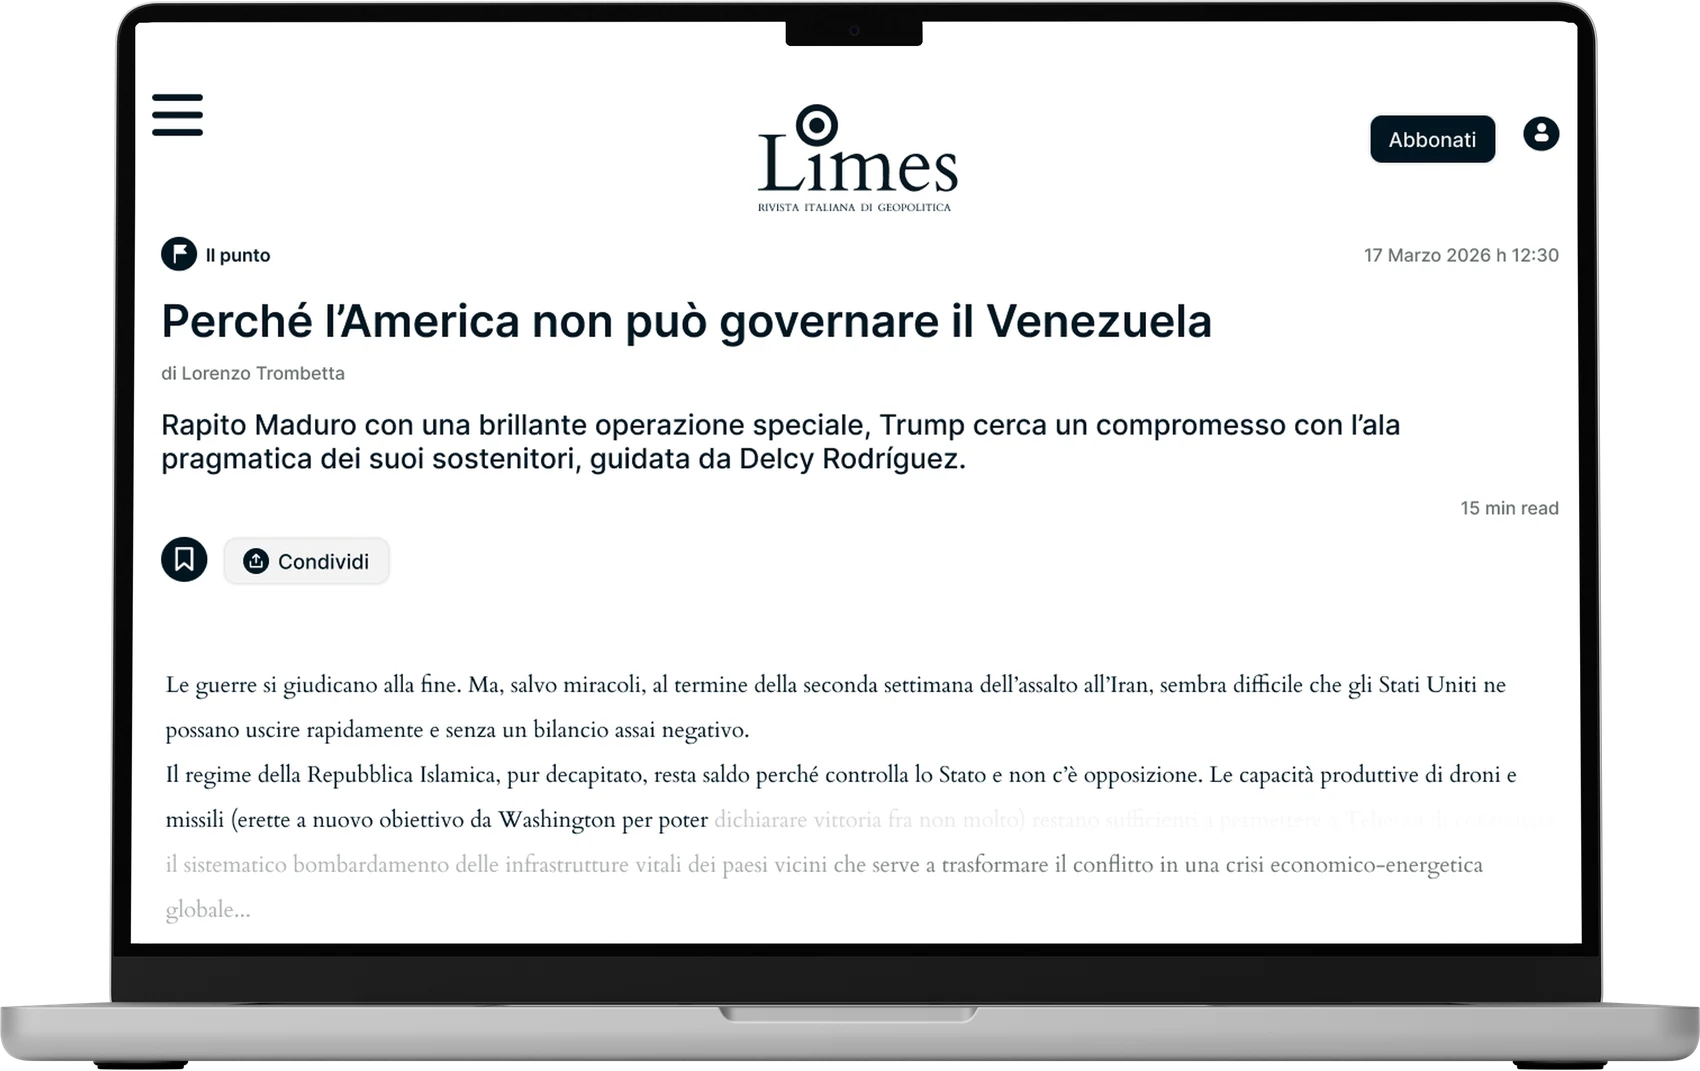 Limes
RIVISTA ITALIANA DI GEOPOLITICA
Abbonati
Il punto
17 Marzo 2026 h 12:30
Perché l’America non può governare il Venezuela
di Lorenzo Trombetta
Rapito Maduro con una brillante operazione speciale, Trump cerca un compromesso con l’ala
pragmatica dei suoi sostenitori, guidata da Delcy Rodríguez.
15 min read
Condividi
Le guerre si giudicano alla fine. Ma, salvo miracoli, al termine della seconda settimana dell’assalto all’Iran, sembra difficile che gli Stati Uniti ne
possano uscire rapidamente e senza un bilancio assai negativo.
Il regime della Repubblica Islamica, pur decapitato, resta saldo perché controlla lo Stato e non c’è opposizione. Le capacità produttive di droni e
missili (erette a nuovo obiettivo da Washington per poter dichiarare vittoria fra non molto) restano sufficienti a permettere a
il sistematico bombardamento delle infrastrutture vitali dei paesi vicini che serve a trasformare il conflitto in una crisi economico-energetica
globale...